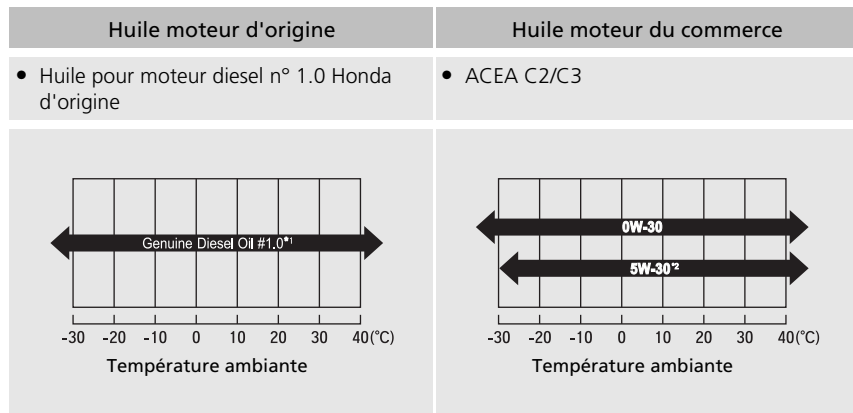 Huile moteur d'origine
Huile moteur du commerce
• Huile pour moteur diesel n° 1.0 Honda
d'origine
• ACEA C2/C3
Genuine Diesel Oil #1.0*1
-30 -20 -10 0 10 20 30 40(°C)
Température ambiante
0W-30
5W-30*2
-30 -20 -10 0 10 20 30 40(°C)
Température ambiante